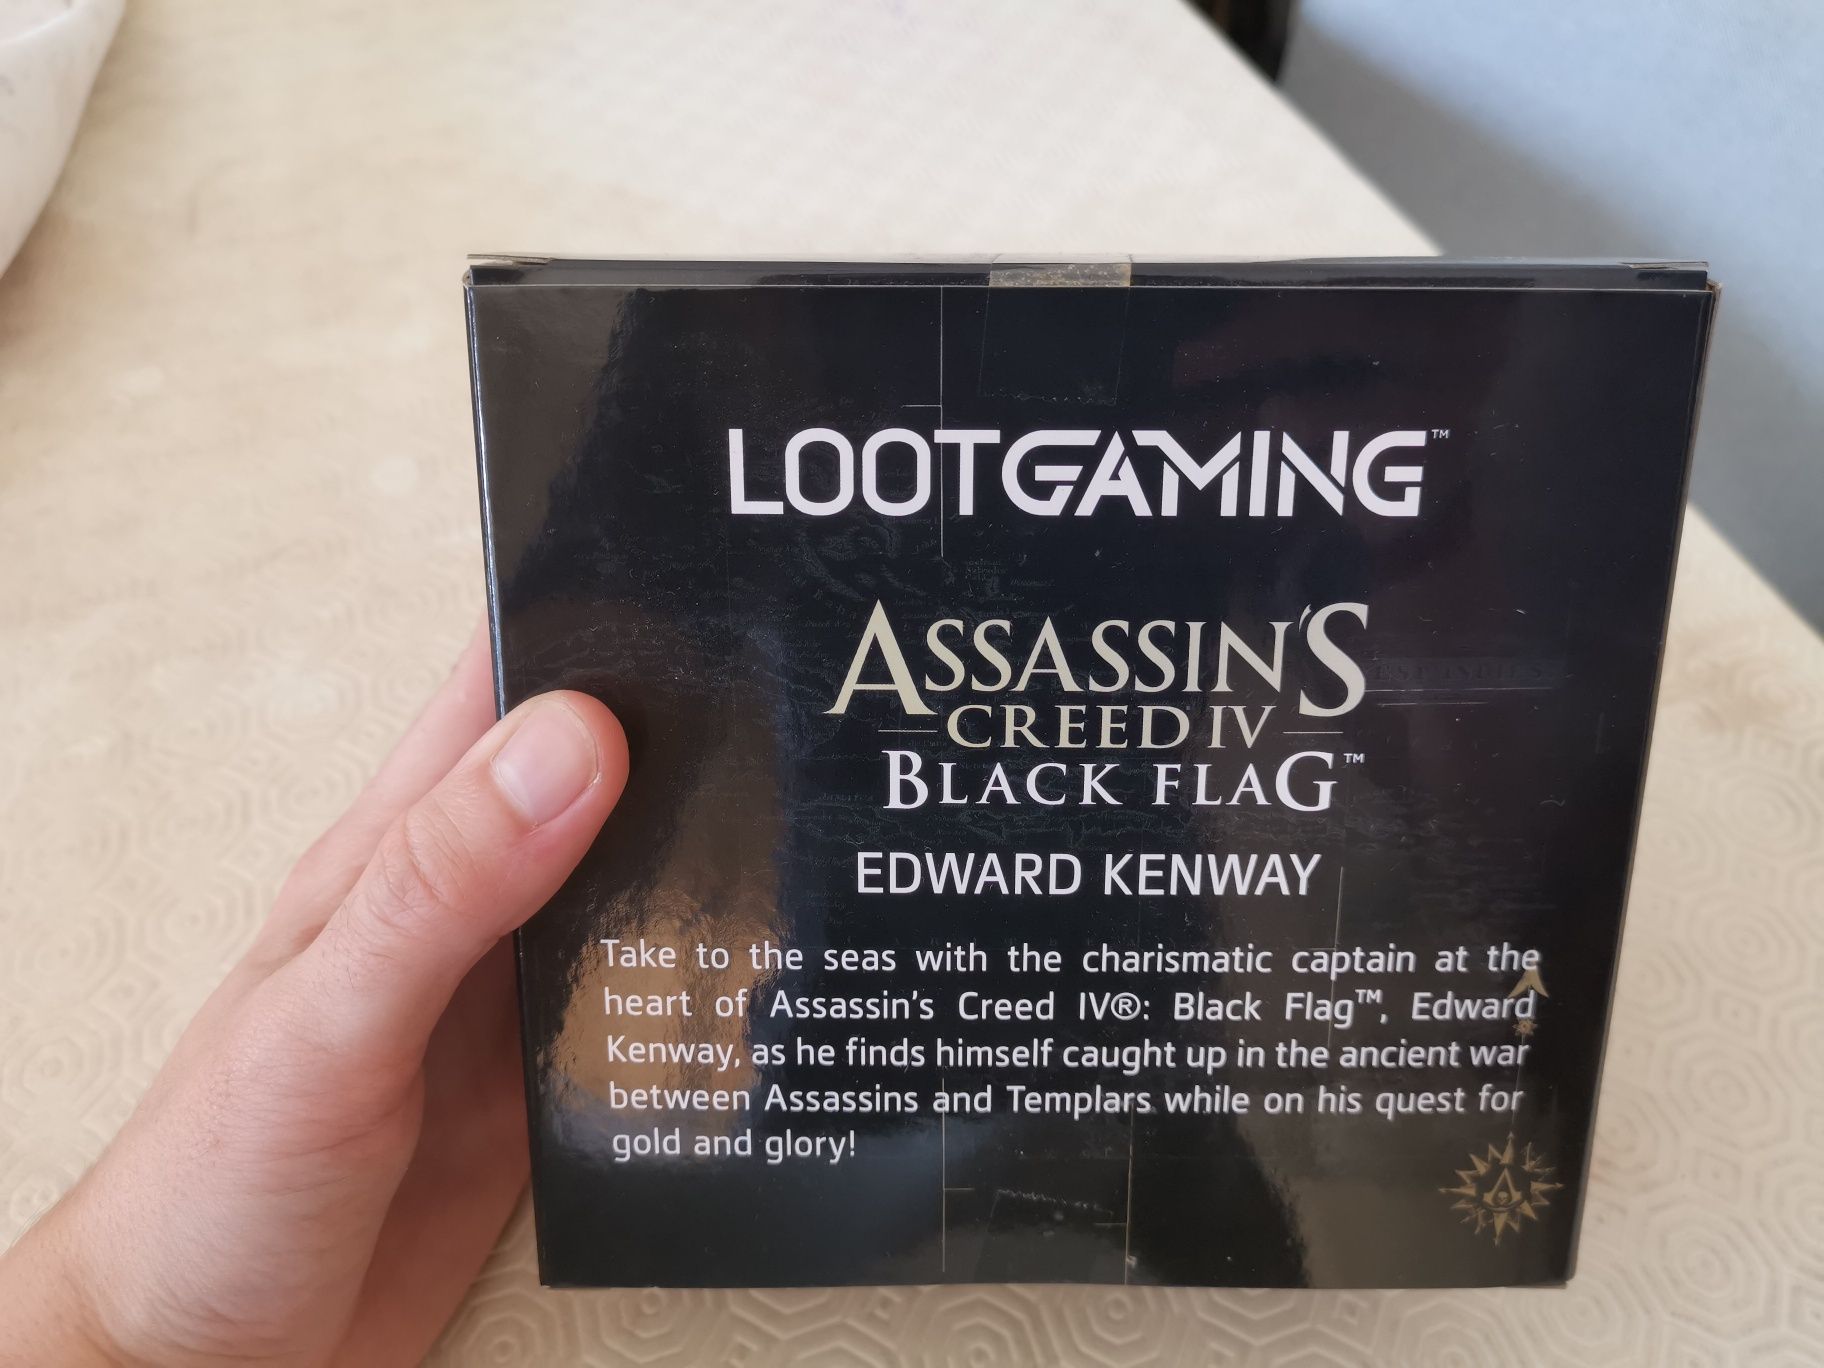 LOOTGAMING™
ASSASSIN'S
CREED IV
BLACK FLAG™
EDWARD KENWAY
Take to the seas with the charismatic captain at the
heart of Assassin's Creed IV®: Black Flag™, Edward
Kenway, as he finds himself caught up in the ancient war
between Assassins and Templars while on his quest for
gold and glory!